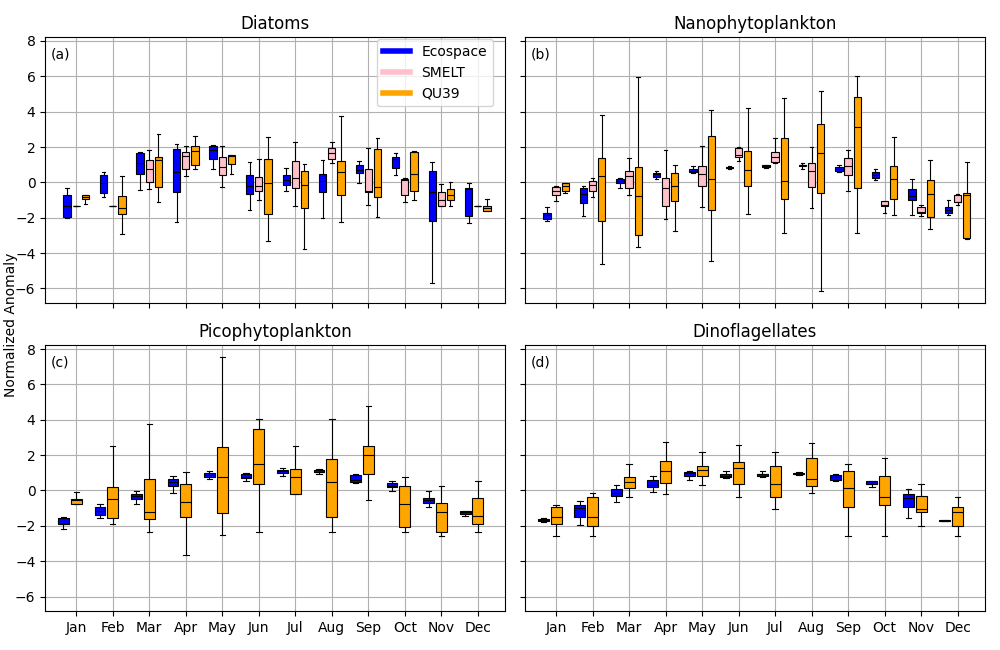 Diatoms
Nanophytoplankton
(a)
Ecospace
SMELT
QU39
(b)
8
6
4
2
0
−2
−4
−6
Normalized Anomaly
Picophytoplankton
Dinoflagellates
(c)
(d)
8
6
4
2
0
−2
−4
−6
Jan Feb Mar Apr May Jun Jul Aug Sep Oct Nov Dec
Jan Feb Mar Apr May Jun Jul Aug Sep Oct Nov Dec